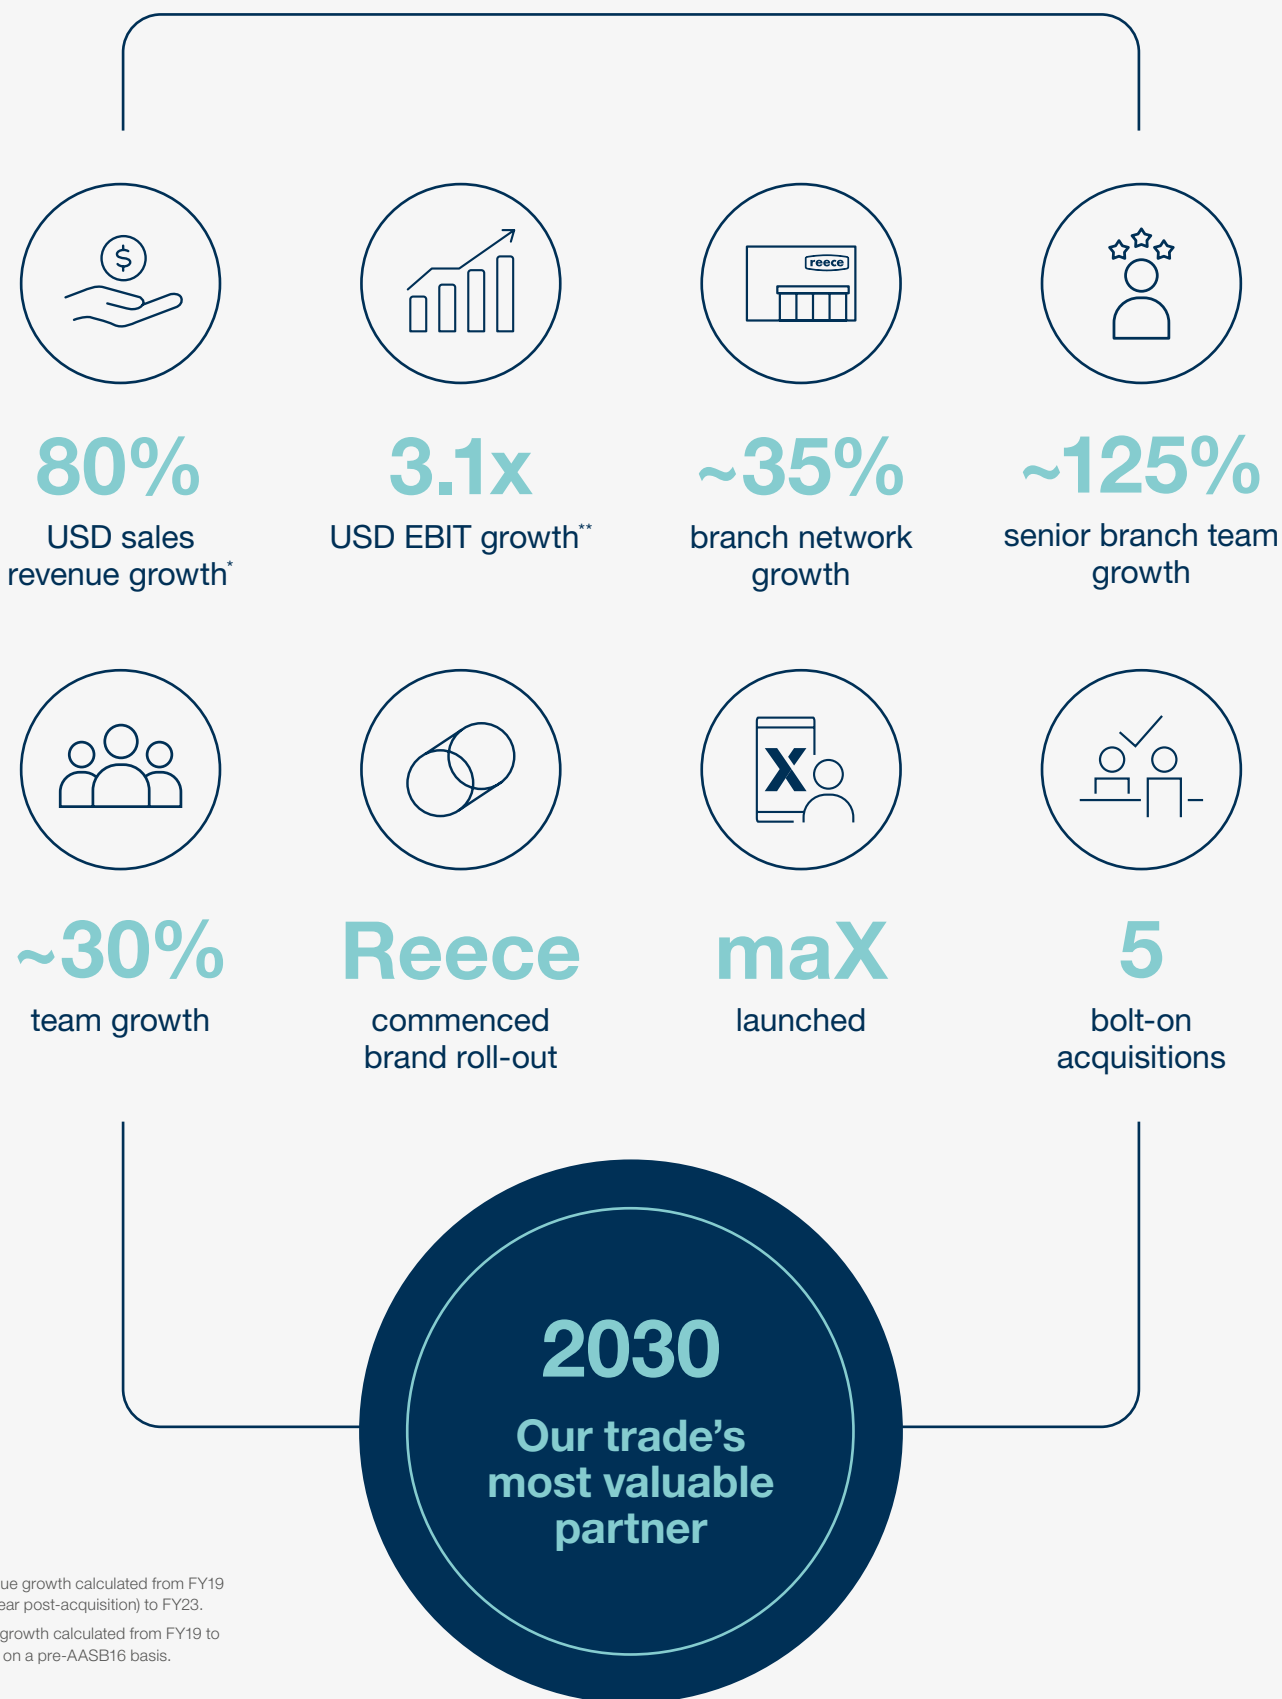 reece
80%
USD sales
revenue growth*
3.1x
USD EBIT growth**
~35%
branch network
growth
~125%
senior branch team
growth
~30%
team growth
Reece
commenced
brand roll-out
maX
launched
5
bolt-on
acquisitions
2030
Our trade’s
most valuable
partner
growth calculated from FY19
post-acquisition) to FY23.
growth calculated from FY19 to
on a pre-AASB16 basis.